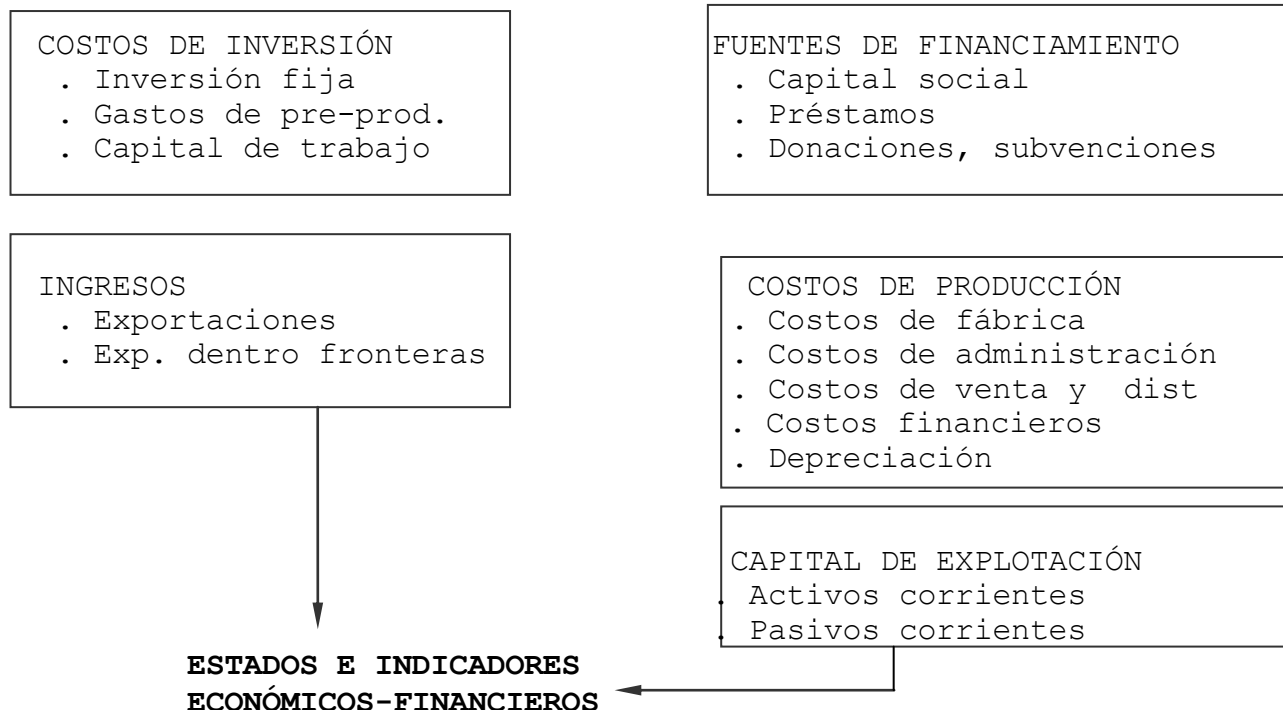 COSTOS DE INVERSIÓN
. Inversión fija
. Gastos de pre-prod.
. Capital de trabajo
FUENTES DE FINANCIAMIENTO
. Capital social
. Préstamos
. Donaciones, subvenciones
INGRESOS
. Exportaciones
. Exp. dentro fronteras
COSTOS DE PRODUCCIÓN
. Costos de fábrica
. Costos de administración
. Costos de venta y dist
. Costos financieros
. Depreciación
CAPITAL DE EXPLOTACIÓN
. Activos corrientes
. Pasivos corrientes
ESTADOS E INDICADORES
ECONÓMICOS-FINANCIEROS